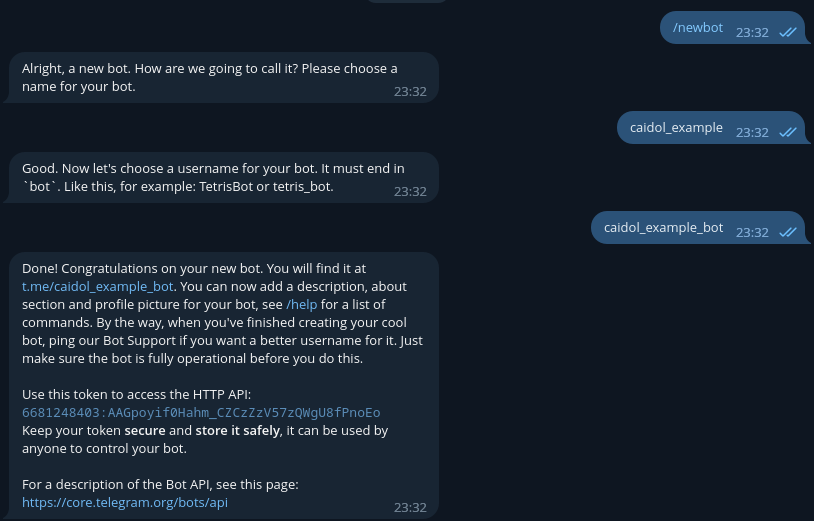 /newbot 23:32
Alright, a new bot. How are we going to call it? Please choose a
name for your bot.
23:32
caidol_example 23:32
Good. Now let's choose a username for your bot. It must end in
`bot`. Like this, for example: TetrisBot or tetris_bot.
23:32
caidol_example_bot 23:32
Done! Congratulations on your new bot. You will find it at
t.me/caidol_example_bot. You can now add a description, about
section and profile picture for your bot, see /help for a list of
commands. By the way, when you've finished creating your cool
bot, ping our Bot Support if you want a better username for it. Just
make sure the bot is fully operational before you do this.
Use this token to access the HTTP API:
6681248403:AAGpoyif0Hahm_CZCzZzV57zQWgU8fPnoEo
Keep your token secure and store it safely, it can be used by
anyone to control your bot.
For a description of the Bot API, see this page:
https://core.telegram.org/bots/api
23:32